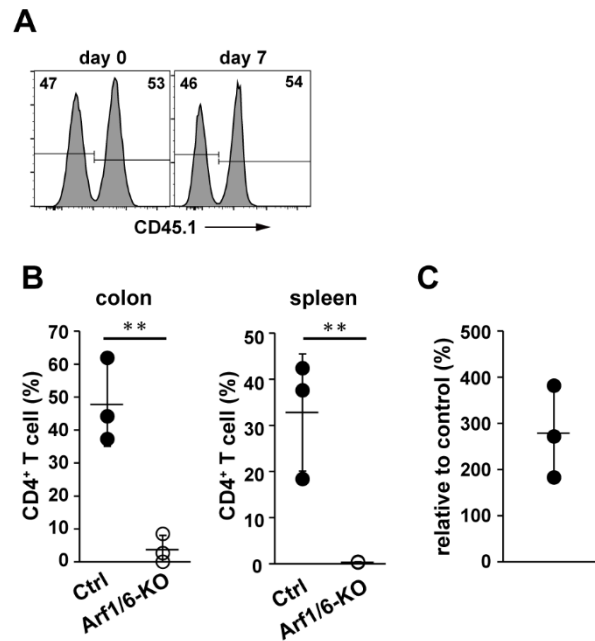 A
day 0
day 7
47
53
46
54
CD45.1
B
C
colon
spleen
**
**
CD4⁺ T cell (%)
70
60
50
40
30
20
10
0
Ctrl
Arf1/6-KO
CD4⁺ T cell (%)
50
40
30
20
10
0
Ctrl
Arf1/6-KO
relative to control (%)
500
400
300
200
100
0